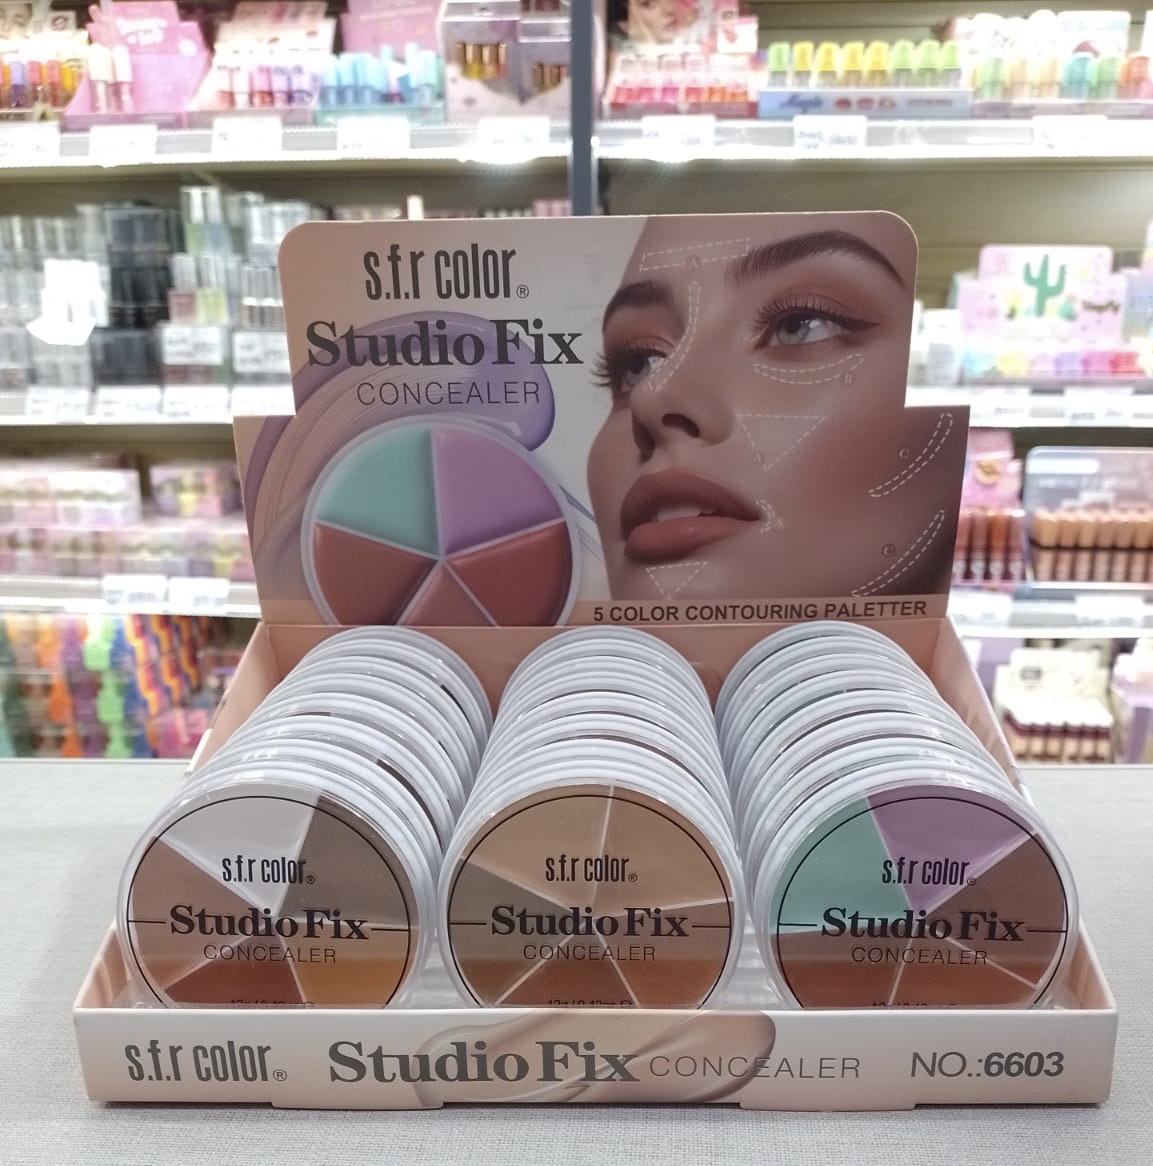 s.f.r color®
Studio Fix
CONCEALER
A
B
A
C
A
C
5 COLOR CONTOURING PALETTER
s.f.r color®
Studio Fix
CONCEALER
s.f.r color®
Studio Fix
CONCEALER
s.f.r color®
Studio Fix
CONCEALER
s.f.r color® Studio Fix CONCEALER NO.:6603